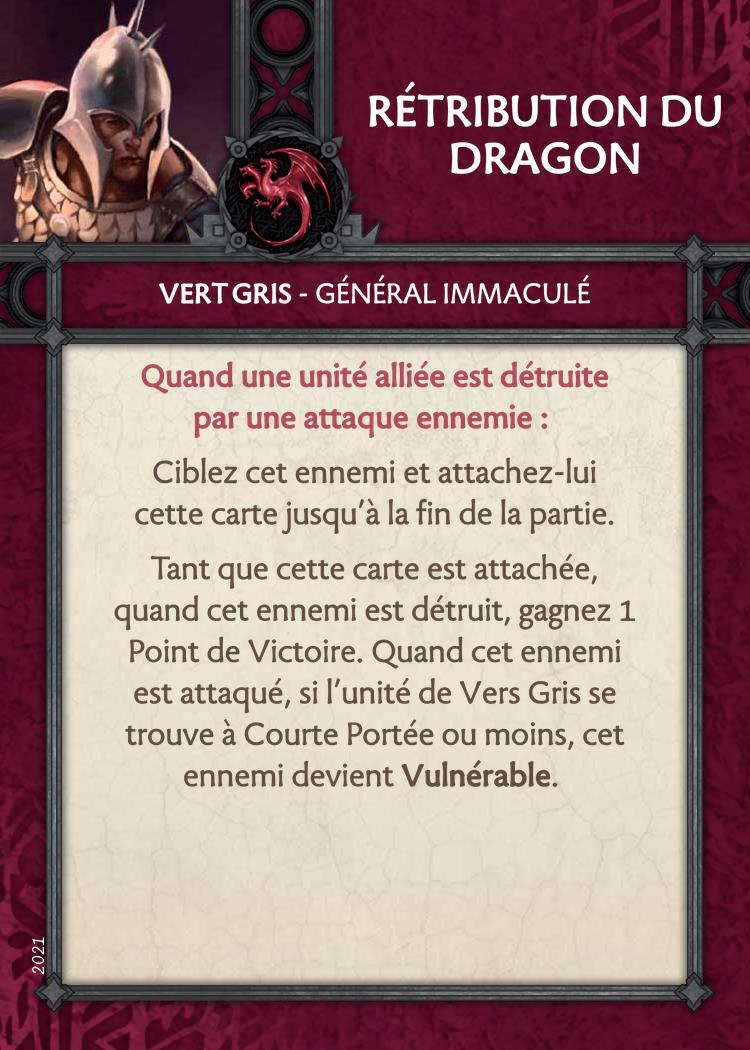 RÉTRIBUTION DU
DRAGON
VERT GRIS - GÉNÉRAL IMMACULÉ
Quand une unité alliée est détruite
par une attaque ennemie :
Ciblez cet ennemi et attachez-lui
cette carte jusqu'à la fin de la partie.
Tant que cette carte est attachée,
quand cet ennemi est détruit, gagnez 1
Point de Victoire. Quand cet ennemi
est attaqué, si l'unité de Vers Gris se
trouve à Courte Portée ou moins, cet
ennemi devient Vulnérable.
2021